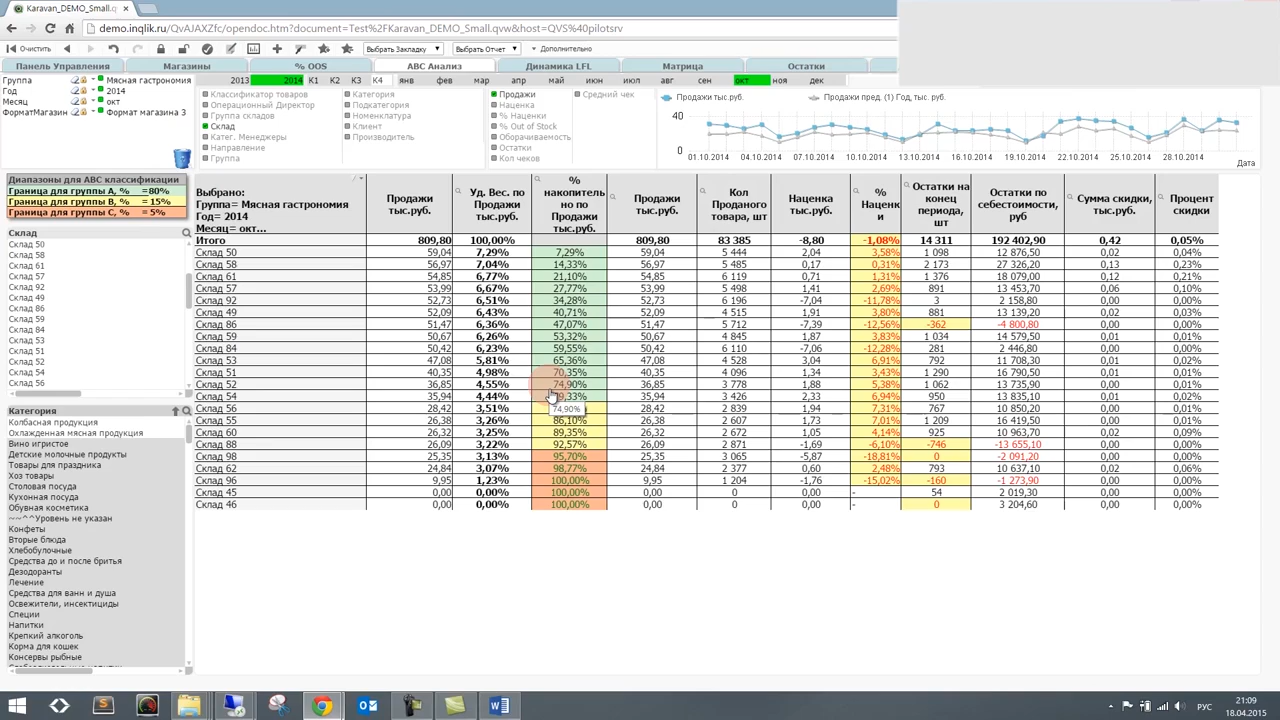 Karavan_DEMO_Small.qvw
demo.inqlik.ru/QvAJAXZfc/opendoc.htm?document=Test%2FKaravan_DEMO_Small.qvw&host=QVS%40pilotsrv
Очистить Выбрать Закладку Выбрать Отчет Дополнительно
Панель Управления Магазины % OOS ABC Анализ Динамика LFL Матрица Остатки
Группа Мясная гастрономия
Год 2014
Месяц окт
ФорматМагазин Формат магазина 3
2013 2014 К1 К2 К3 К4 янв фев мар апр май июн июл авг сен окт ноя дек
Классификатор товаров
Операционный Директор
Группа складов
Склад
Катег. Менеджеры
Направление
Группа
Категория
Подкатегория
Номенклатура
Клиент
Производитель
Продажи
Наценка
% Наценки
% Out of Stock
Оборачиваемость
Остатки
Кол чеков
Средний чек
Продажи тыс.руб. Продажи пред. (1) Год, тыс. руб.
40
0
01.10.2014 04.10.2014 07.10.2014 10.10.2014 13.10.2014 16.10.2014 19.10.2014 22.10.2014 25.10.2014 28.10.2014
Дата
Диапазоны для ABC классификации
Граница для группы A, % =80%
Граница для группы B, % =15%
Граница для группы C, % =5%
Склад
Склад 50
Склад 58
Склад 61
Склад 57
Склад 92
Склад 49
Склад 86
Склад 59
Склад 84
Склад 53
Склад 51
Склад 52
Склад 54
Склад 56
Категория
Колбасная продукция
Охлажденная мясная продукция
Вино игристое
Детские молочные продукты
Товары для праздника
Хоз товары
Столовая посуда
Кухонная посуда
Обувная косметика
~~^^Уровень не указан
Конфеты
Вторые блюда
Хлебобулочные
Средства до и после бритья
Дезодоранты
Лечение
Средства для ванн и душа
Освежители, инсектициды
Специи
Напитки
Крепкий алкоголь
Корма для кошек
Консервы рыбные
Выбрано:
Группа= Мясная гастрономия
Год= 2014
Месяц= окт...
Продажи тыс.руб.
Уд. Вес. по Продажи тыс.руб.
% накопитель но по Продажи тыс.руб.
Продажи тыс.руб.
Кол Проданого товара, шт
Наценка тыс.руб.
% Наценк и
Остатки на конец периода, шт
Остатки по себестоимости, руб
Сумма скидки, тыс.руб.
Процент скидки
Итого 809,80 100,00% 809,80 83 385 -8,80 -1,08% 14 311 192 402,90 0,42 0,05%
Склад 50 59,04 7,29% 7,29% 59,04 5 444 2,04 3,58% 1 098 12 876,50 0,02 0,04%
Склад 58 56,97 7,04% 14,33% 56,97 5 485 0,17 0,31% 2 173 27 326,20 0,13 0,23%
Склад 61 54,85 6,77% 21,10% 54,85 6 119 0,71 1,31% 1 376 18 079,00 0,12 0,21%
Склад 57 53,99 6,67% 27,77% 53,99 5 498 1,41 2,69% 891 13 453,70 0,06 0,10%
Склад 92 52,73 6,51% 34,28% 52,73 6 196 -7,04 -11,78% 3 2 158,80 0,00 0,00%
Склад 49 52,09 6,43% 40,71% 52,09 4 515 1,91 3,80% 881 13 139,20 0,02 0,03%
Склад 86 51,47 6,36% 47,07% 51,47 5 712 -7,39 -12,56% -362 -4 800,80 0,00 0,00%
Склад 59 50,67 6,26% 53,32% 50,67 4 845 1,87 3,83% 1 034 14 579,50 0,01 0,01%
Склад 84 50,42 6,23% 59,55% 50,42 6 110 -7,06 -12,28% 281 2 446,80 0,00 0,00%
Склад 53 47,08 5,81% 65,36% 47,08 4 528 3,04 6,91% 792 11 708,30 0,01 0,03%
Склад 51 40,35 4,98% 70,35% 40,35 4 096 1,34 3,43% 1 290 16 790,50 0,01 0,01%
Склад 52 36,85 4,55% 74,90% 36,85 3 778 1,88 5,38% 1 062 13 735,90 0,00 0,01%
Склад 54 35,94 4,44% 35,94 3 426 2,33 6,94% 950 13 835,10 0,00 0,01%
Склад 56 28,42 3,51% 28,42 2 839 1,94 7,31% 767 10 850,20 0,00 0,01%
74,90%
Склад 55 26,38 3,26% 86,10% 26,38 2 607 1,73 7,01% 1 209 16 419,50 0,00 0,01%
Склад 60 26,32 3,25% 89,35% 26,32 2 672 1,05 4,14% 925 10 963,70 0,02 0,09%
Склад 88 26,09 3,22% 92,57% 26,09 2 871 -1,69 -6,10% -746 -13 655,10 0,00 0,00%
Склад 98 25,35 3,13% 95,70% 25,35 3 065 -5,87 -18,81% 0 -2 091,20 0,00 0,00%
Склад 62 24,84 3,07% 98,77% 24,84 2 377 0,60 2,48% 793 10 637,10 0,02 0,06%
Склад 96 9,95 1,23% 100,00% 9,95 1 204 -1,76 -15,02% -160 -1 273,90 0,00 0,00%
Склад 45 0,00 0,00% 100,00% 0,00 0 0,00 - 54 2 019,30 0,00 0,00%
Склад 46 0,00 0,00% 100,00% 0,00 0 0,00 - 0 3 204,60 0,00 0,00%
РУС
21:09
18.04.2015